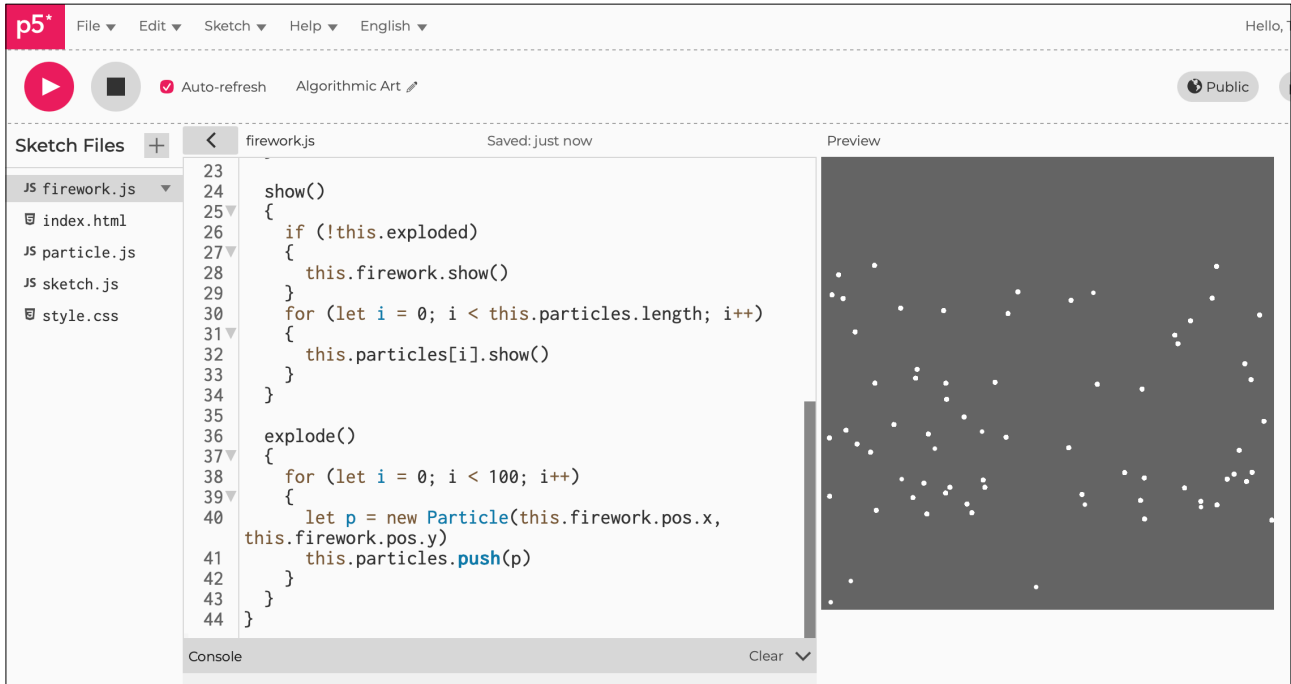 p5* File Edit Sketch Help English Hello,
Auto-refresh Algorithmic Art Public
Sketch Files
firework.js Saved: just now
Preview
JS firework.js
index.html
JS particle.js
JS sketch.js
style.css
23
24 show()
25 {
26 if (!this.exploded)
27 {
28 this.firework.show()
29 }
30 for (let i = 0; i < this.particles.length; i++)
31 {
32 this.particles[i].show()
33 }
34 }
35
36 explode()
37 {
38 for (let i = 0; i < 100; i++)
39 {
40 let p = new Particle(this.firework.pos.x,
this.firework.pos.y)
41 this.particles.push(p)
42 }
43 }
44 }
Console Clear